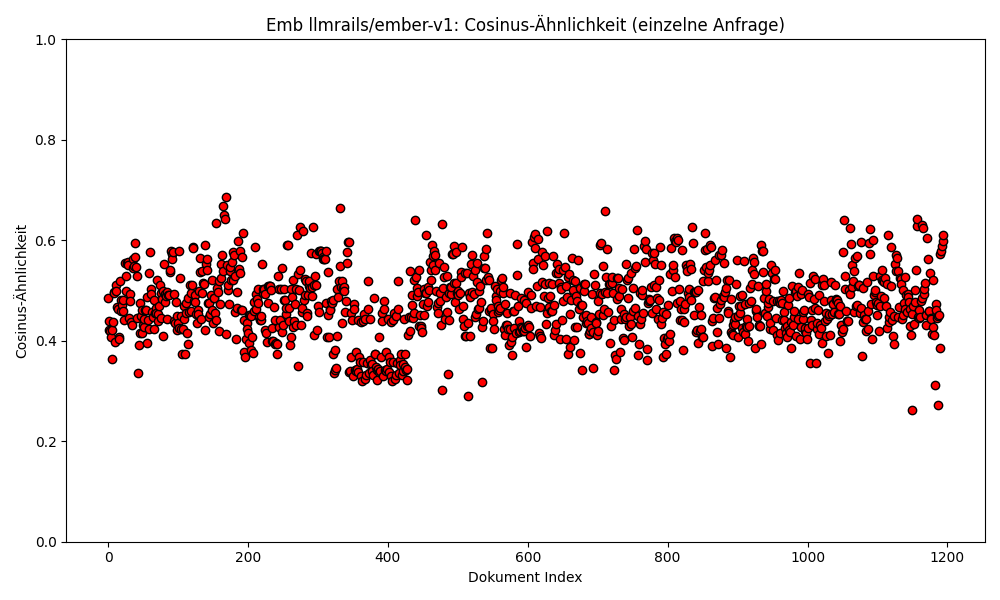 Emb llmrails/ember-v1: Cosinus-Ähnlichkeit (einzelne Anfrage)
1.0
0.8
0.6
0.4
0.2
0.0
Cosinus-Ähnlichkeit
0 200 400 600 800 1000 1200
Dokument Index